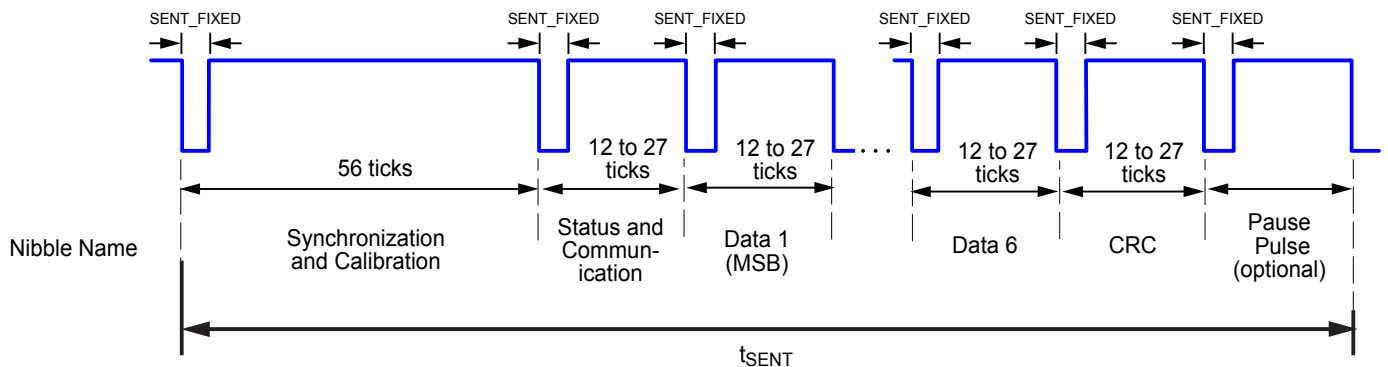 SENT_FIXED SENT_FIXED SENT_FIXED SENT_FIXED SENT_FIXED SENT_FIXED
56 ticks
12 to 27
ticks
12 to 27
ticks
. . .
12 to 27
ticks
12 to 27
ticks
Nibble Name
Synchronization
and Calibration
Status and
Commun-
ication
Data 1
(MSB)
Data 6
CRC
Pause
Pulse
(optional)
tSENT